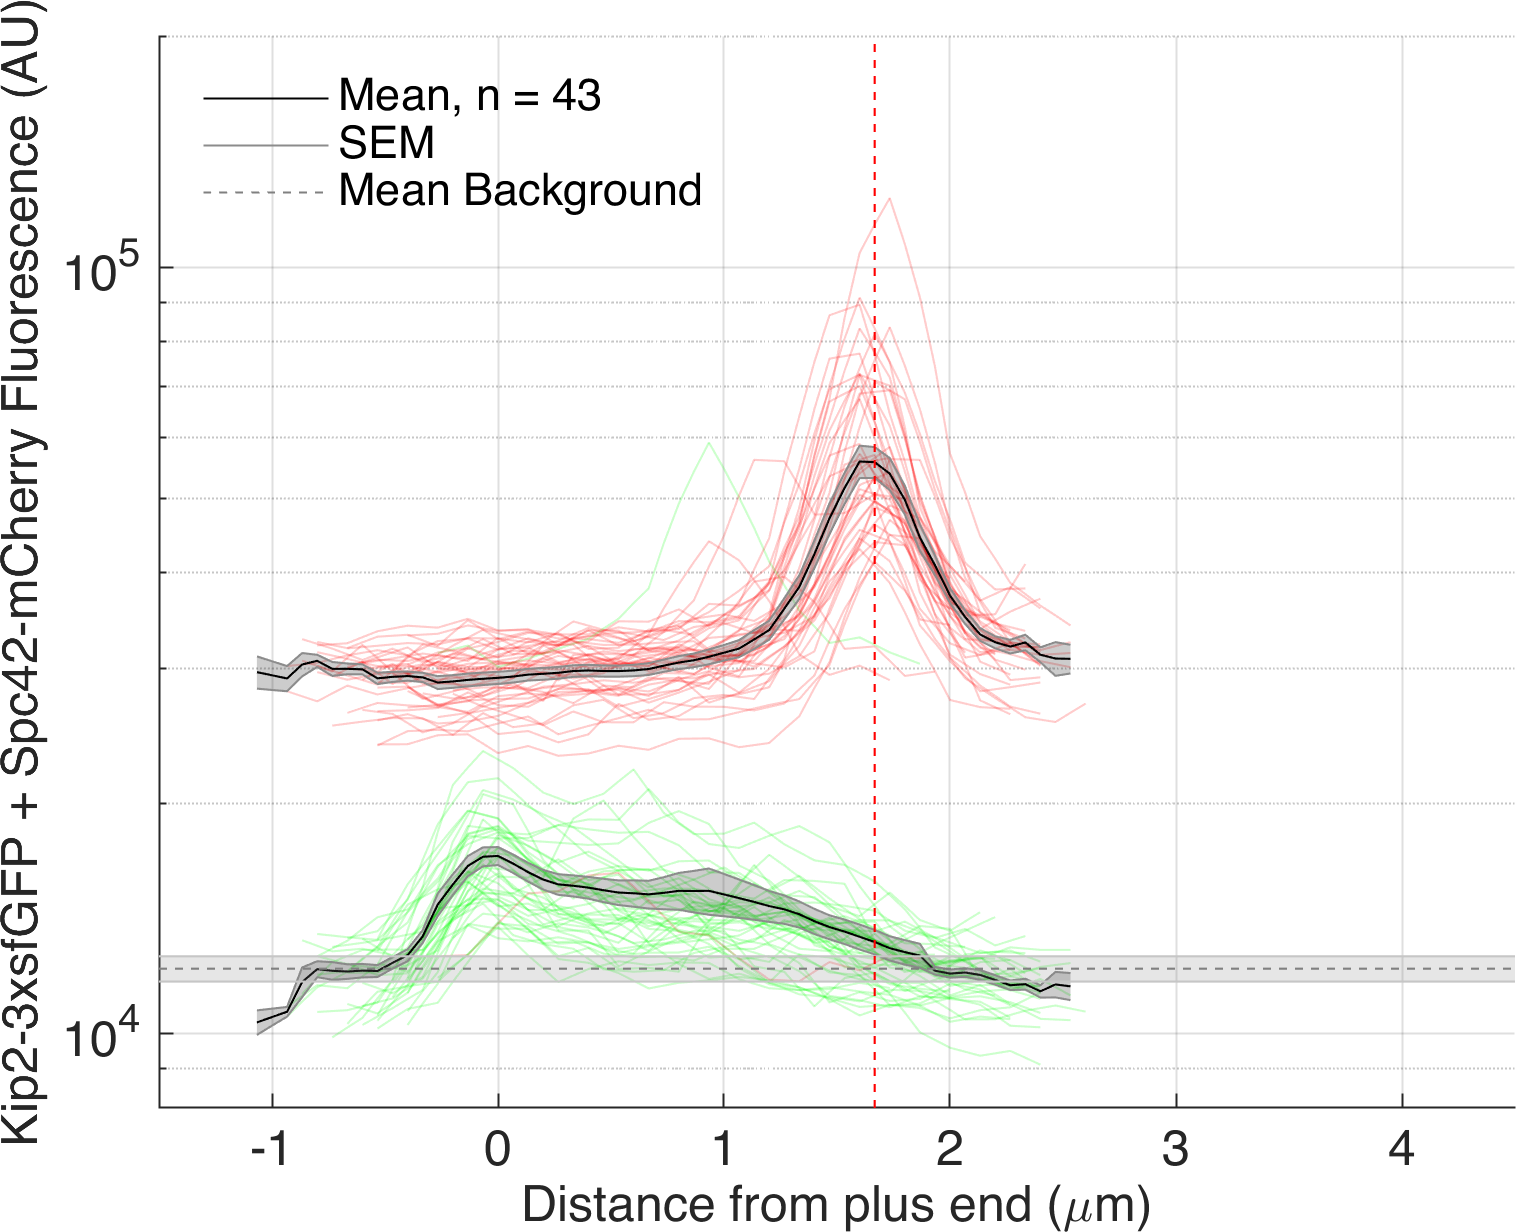 Kip2-3xsfGFP + Spc42-mCherry Fluorescence (AU)
Mean, n = 43
SEM
Mean Background
10^5
10^4
-1 0 1 2 3 4
Distance from plus end (μm)